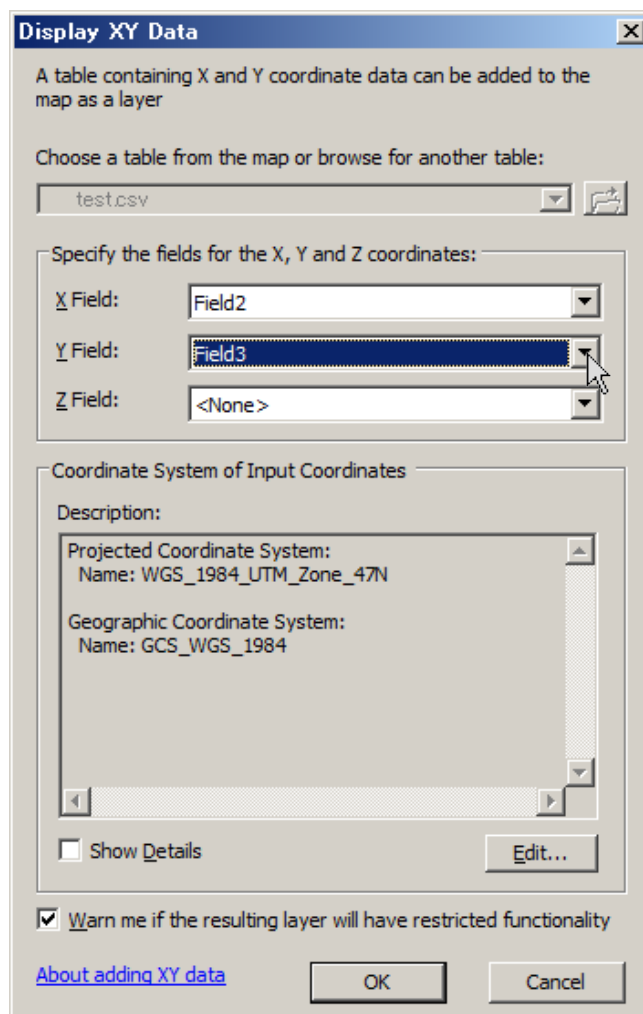 Display XY Data
A table containing X and Y coordinate data can be added to the
map as a layer
Choose a table from the map or browse for another table:
test.csv
Specify the fields for the X, Y and Z coordinates:
X Field:
Field2
Y Field:
Field3
Z Field:
<None>
Coordinate System of Input Coordinates
Description:
Projected Coordinate System:
Name: WGS_1984_UTM_Zone_47N
Geographic Coordinate System:
Name: GCS_WGS_1984
Show Details
Edit...
Warn me if the resulting layer will have restricted functionality
About adding XY data
OK
Cancel